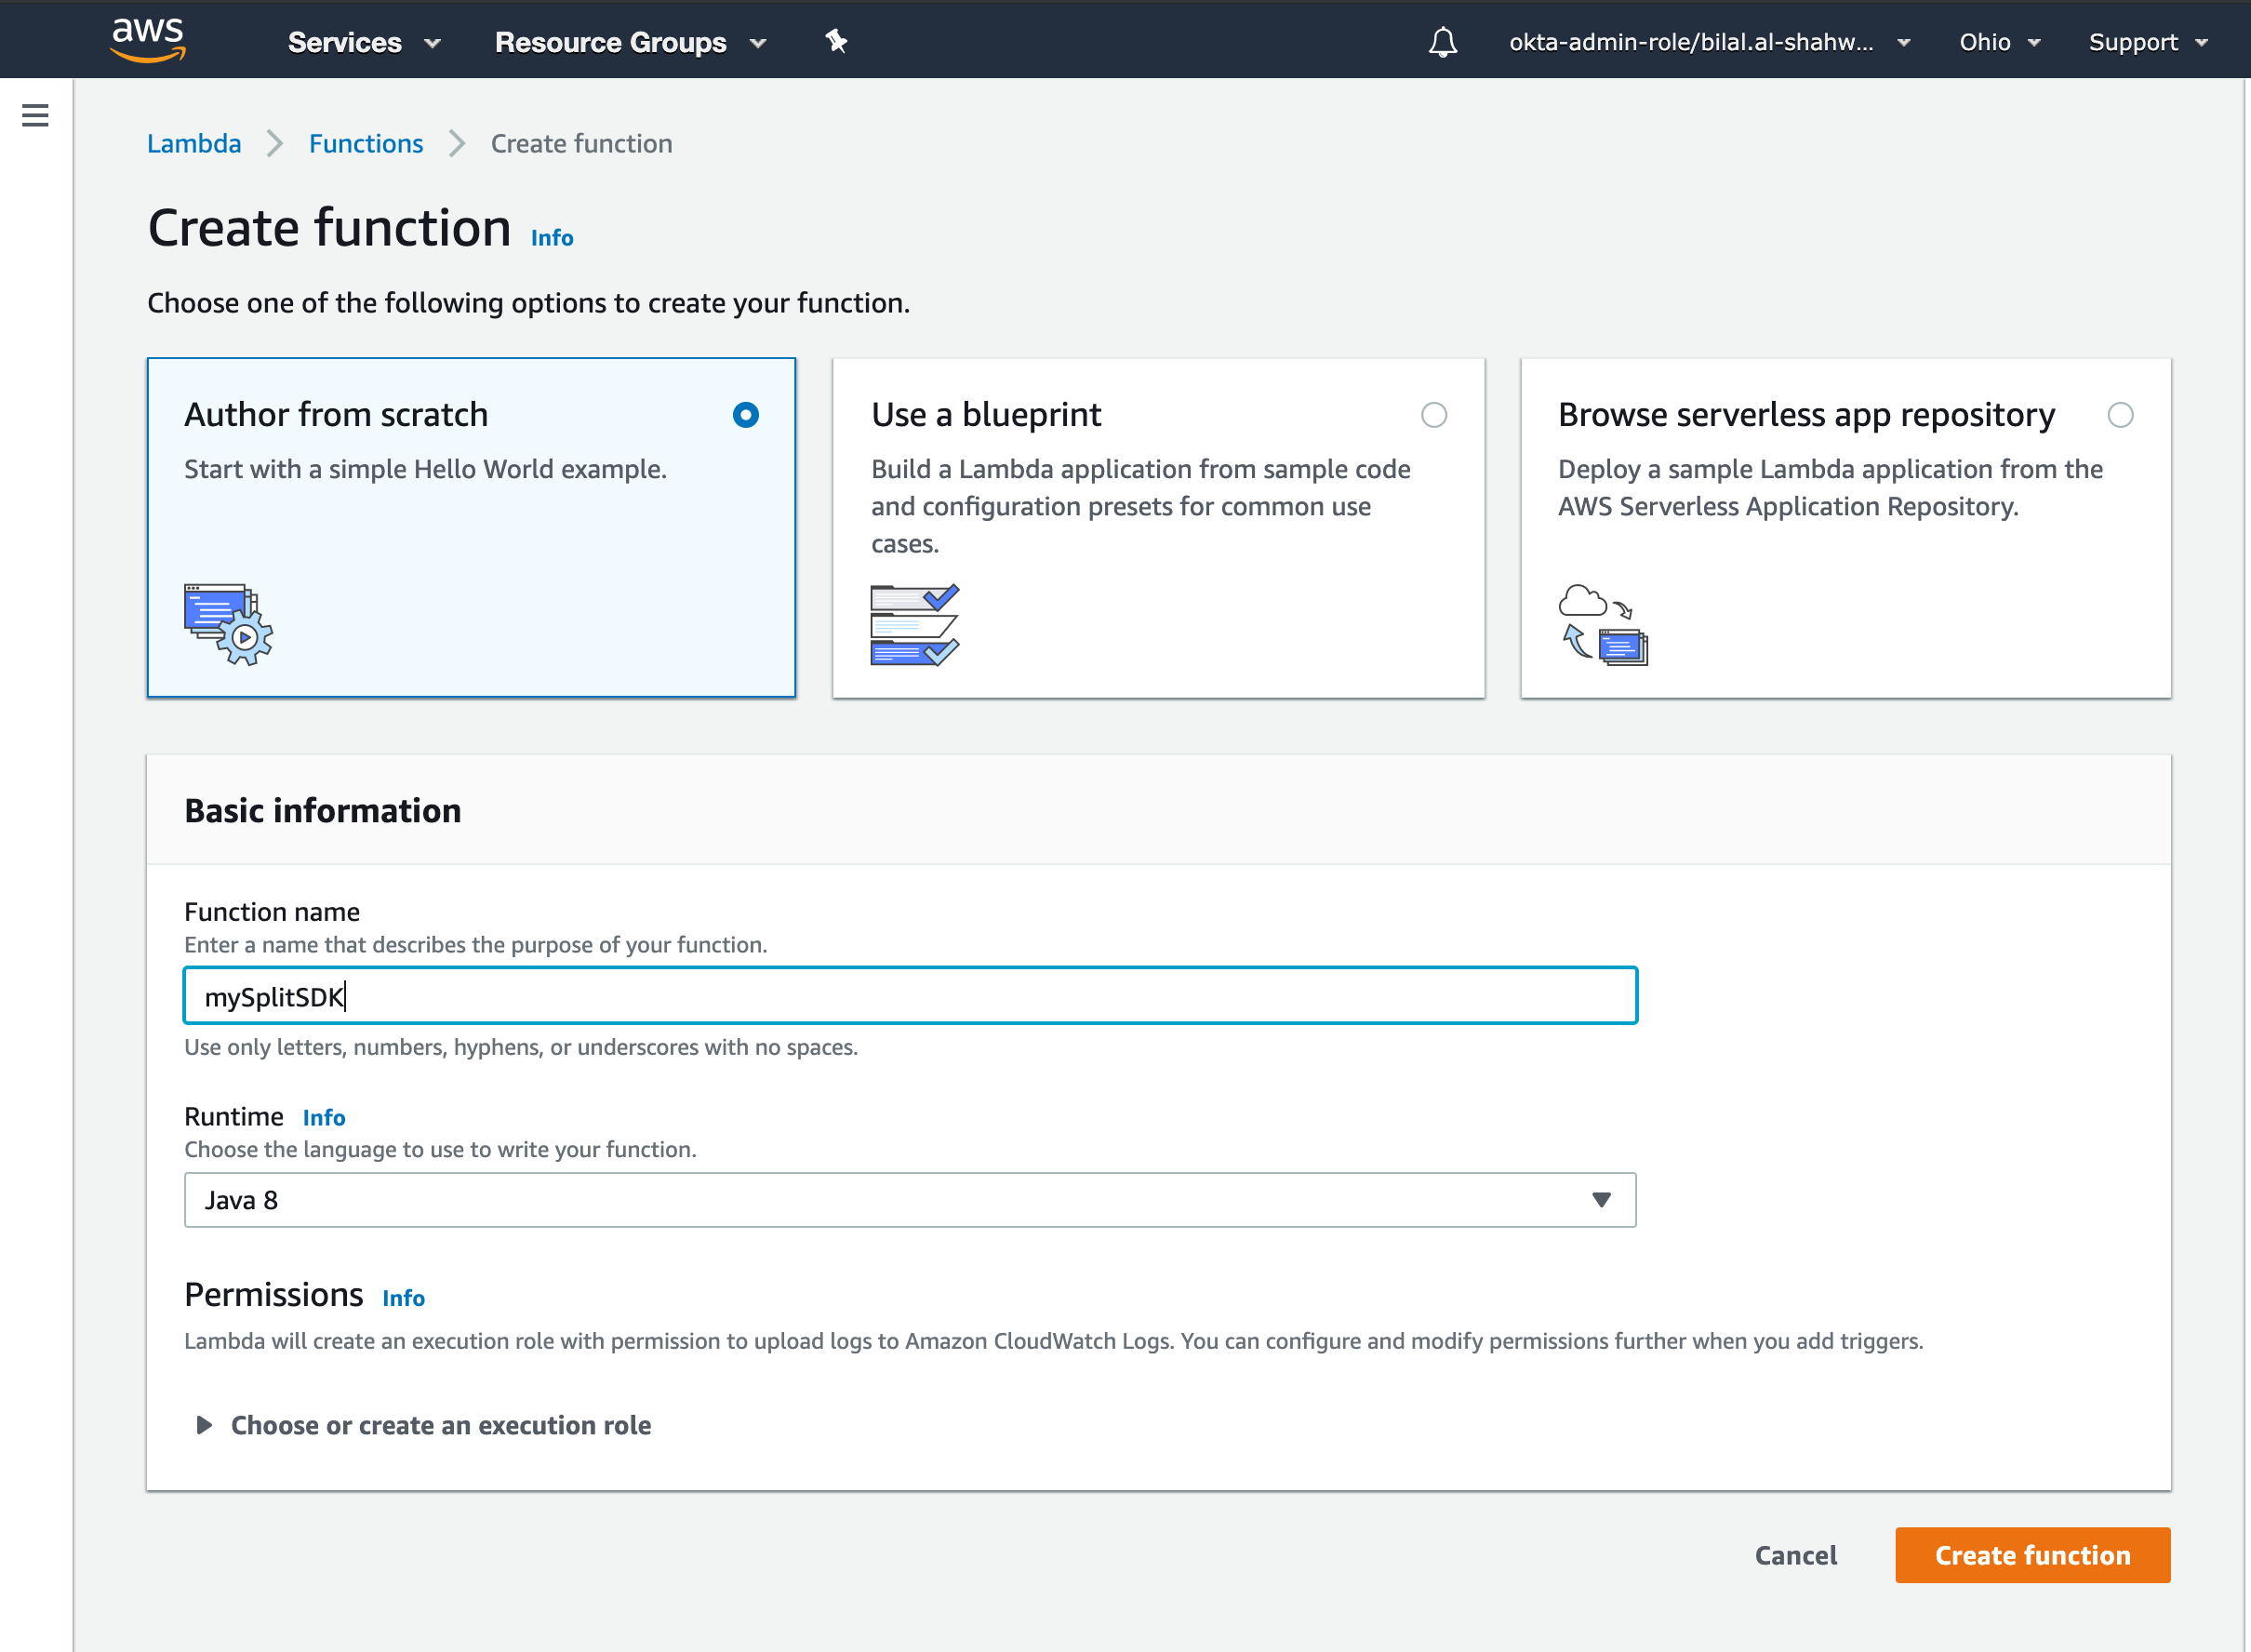 aws Services Resource Groups okta-admin-role/bilal.al-shahw... Ohio Support
Lambda Functions Create function
Create function Info
Choose one of the following options to create your function.
Author from scratch
Start with a simple Hello World example.
Use a blueprint
Build a Lambda application from sample code
and configuration presets for common use
cases.
Browse serverless app repository
Deploy a sample Lambda application from the
AWS Serverless Application Repository.
Basic information
Function name
Enter a name that describes the purpose of your function.
mySplitSDK
Use only letters, numbers, hyphens, or underscores with no spaces.
Runtime Info
Choose the language to use to write your function.
Java 8
Permissions Info
Lambda will create an execution role with permission to upload logs to Amazon CloudWatch Logs. You can configure and modify permissions further when you add triggers.
Choose or create an execution role
Cancel Create function